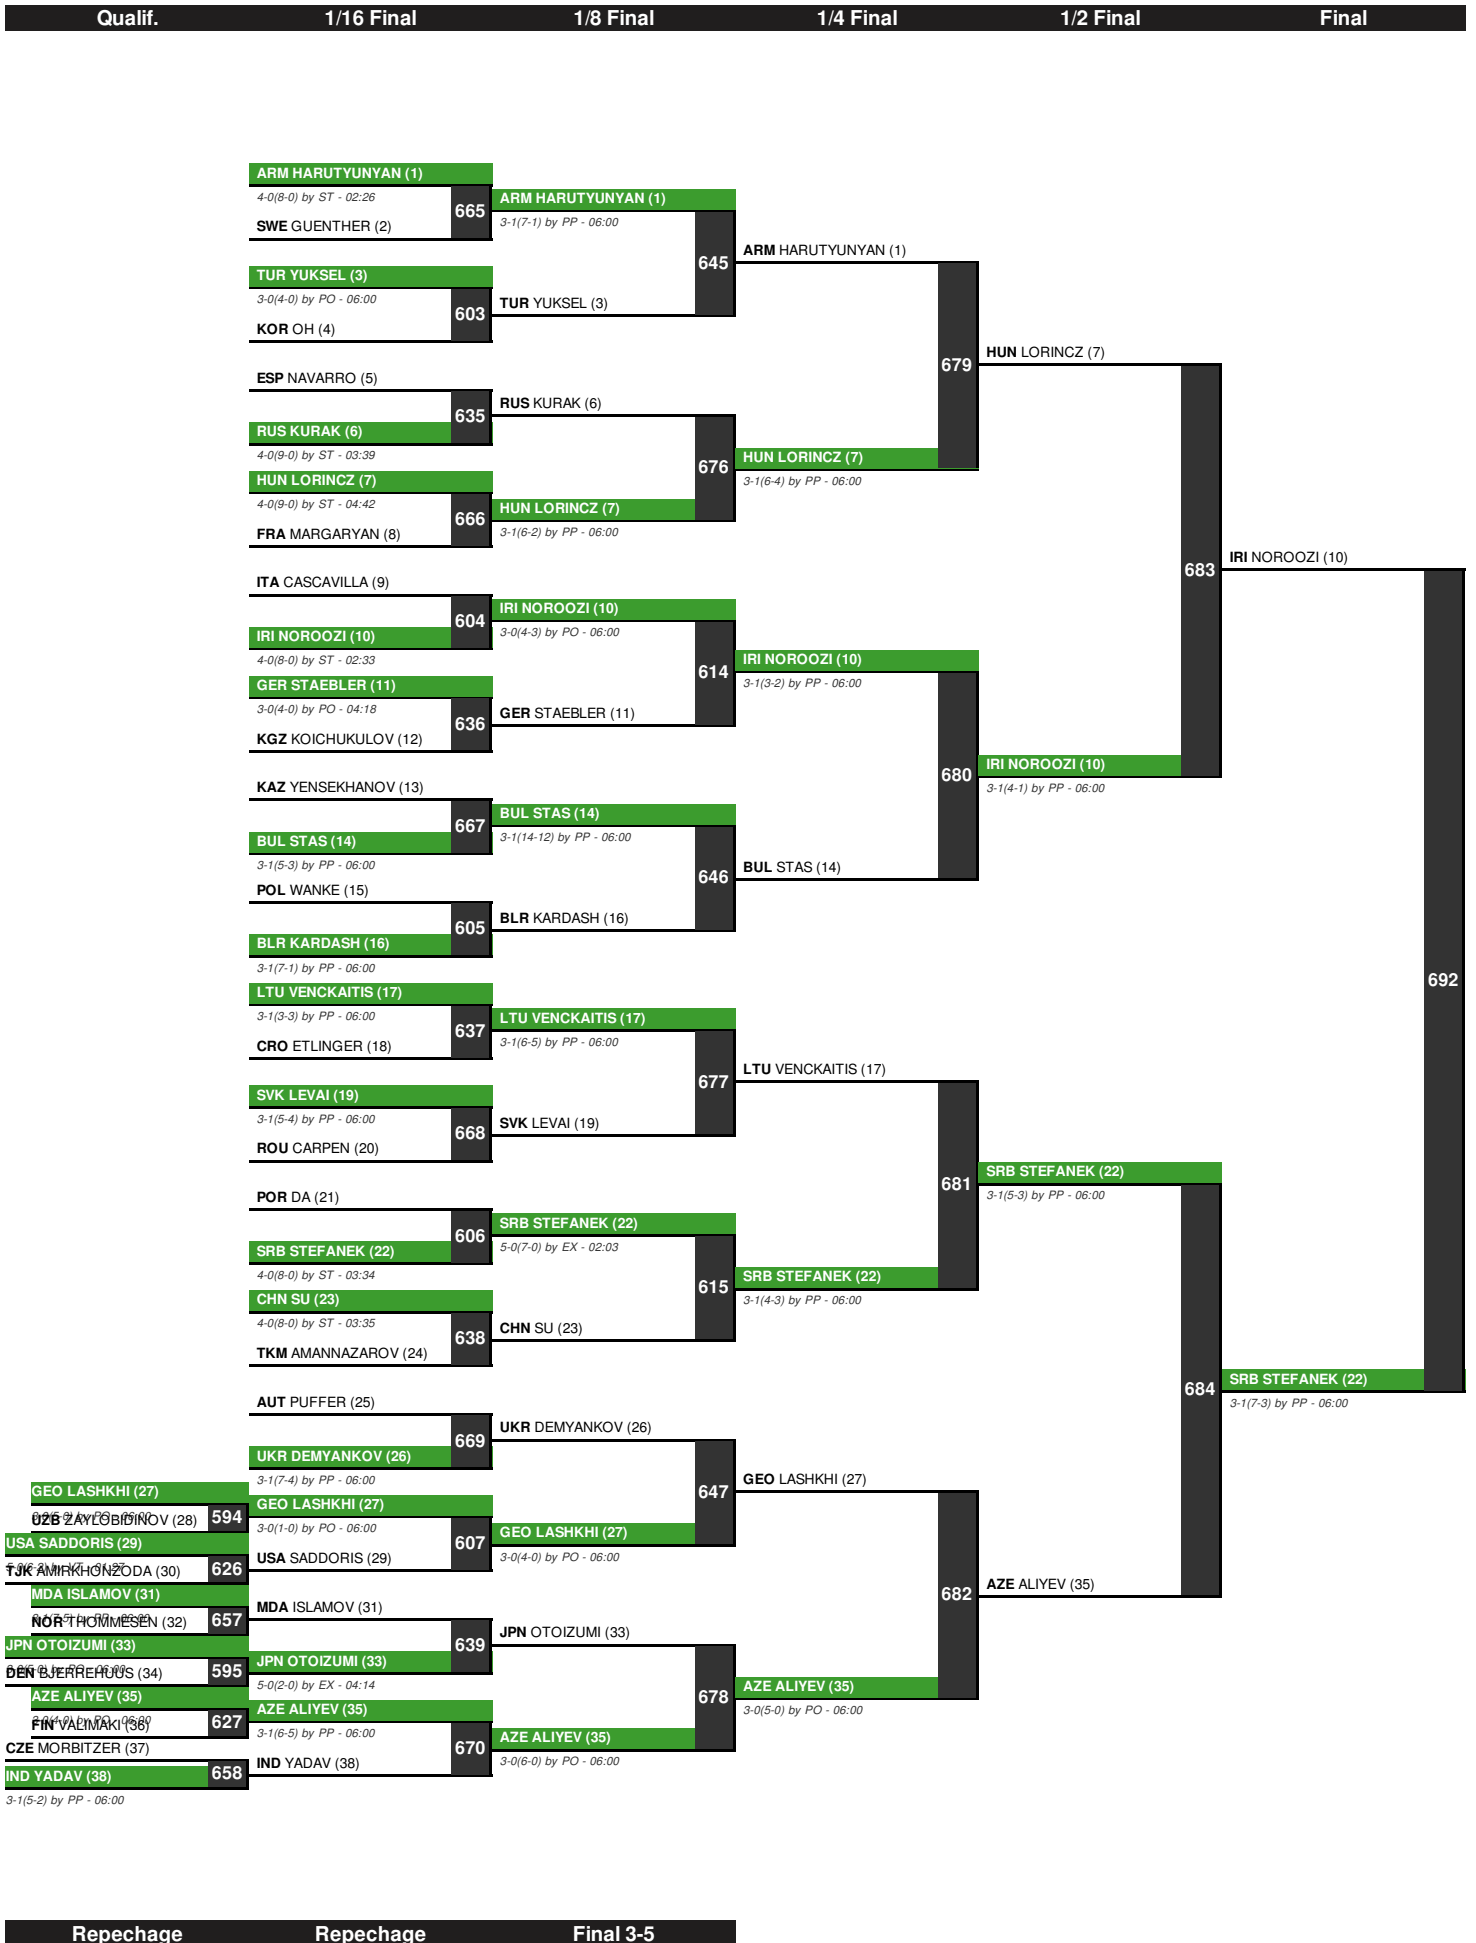 Qualif.
1/16 Final
1/8 Final
1/4 Final
1/2 Final
Final
GEO LASHKHI (27)
UZB ZAYLOBIDINOV (28)
594
USA SADDORIS (29)
TJK AMIRKHONZODA (30)
626
MDA ISLAMOV (31)
NOR THOMMESEN (32)
657
JPN OTOIZUMI (33)
DEN BJERREHUUS (34)
595
AZE ALIYEV (35)
FIN VALIMAKI (36)
627
CZE MORBITZER (37)
IND YADAV (38)
658
3-1(5-2) by PP - 06:00
ARM HARUTYUNYAN (1)
4-0(8-0) by ST - 02:26
665
SWE GUENTHER (2)
TUR YUKSEL (3)
3-0(4-0) by PO - 06:00
603
KOR OH (4)
ESP NAVARRO (5)
635
RUS KURAK (6)
4-0(9-0) by ST - 03:39
HUN LORINCZ (7)
4-0(9-0) by ST - 04:42
666
FRA MARGARYAN (8)
ITA CASCAVILLA (9)
604
IRI NOROOZI (10)
4-0(8-0) by ST - 02:33
GER STAEBLER (11)
3-0(4-0) by PO - 04:18
636
KGZ KOICHUKULOV (12)
KAZ YENSEKHANOV (13)
667
BUL STAS (14)
3-1(5-3) by PP - 06:00
POL WANKE (15)
605
BLR KARDASH (16)
3-1(7-1) by PP - 06:00
LTU VENCKAITIS (17)
3-1(3-3) by PP - 06:00
637
CRO ETLINGER (18)
SVK LEVAI (19)
3-1(5-4) by PP - 06:00
668
ROU CARPEN (20)
POR DA (21)
606
SRB STEFANEK (22)
4-0(8-0) by ST - 03:34
CHN SU (23)
4-0(8-0) by ST - 03:35
638
TKM AMANNAZAROV (24)
AUT PUFFER (25)
669
UKR DEMYANKOV (26)
3-1(7-4) by PP - 06:00
GEO LASHKHI (27)
3-0(1-0) by PO - 06:00
607
USA SADDORIS (29)
MDA ISLAMOV (31)
639
JPN OTOIZUMI (33)
5-0(2-0) by EX - 04:14
AZE ALIYEV (35)
3-1(6-5) by PP - 06:00
670
IND YADAV (38)
ARM HARUTYUNYAN (1)
3-1(7-1) by PP - 06:00
645
TUR YUKSEL (3)
RUS KURAK (6)
676
HUN LORINCZ (7)
3-1(6-2) by PP - 06:00
IRI NOROOZI (10)
3-0(4-3) by PO - 06:00
614
GER STAEBLER (11)
BUL STAS (14)
3-1(14-12) by PP - 06:00
646
BLR KARDASH (16)
LTU VENCKAITIS (17)
3-1(6-5) by PP - 06:00
677
SVK LEVAI (19)
SRB STEFANEK (22)
5-0(7-0) by EX - 02:03
615
CHN SU (23)
UKR DEMYANKOV (26)
647
GEO LASHKHI (27)
3-0(4-0) by PO - 06:00
JPN OTOIZUMI (33)
678
AZE ALIYEV (35)
3-0(6-0) by PO - 06:00
ARM HARUTYUNYAN (1)
679
HUN LORINCZ (7)
3-1(6-4) by PP - 06:00
IRI NOROOZI (10)
3-1(3-2) by PP - 06:00
680
BUL STAS (14)
LTU VENCKAITIS (17)
681
SRB STEFANEK (22)
3-1(4-3) by PP - 06:00
GEO LASHKHI (27)
682
AZE ALIYEV (35)
3-0(5-0) by PO - 06:00
HUN LORINCZ (7)
683
IRI NOROOZI (10)
3-1(4-1) by PP - 06:00
SRB STEFANEK (22)
3-1(5-3) by PP - 06:00
684
AZE ALIYEV (35)
IRI NOROOZI (10)
692
SRB STEFANEK (22)
3-1(7-3) by PP - 06:00
Repechage
Repechage
Final 3-5